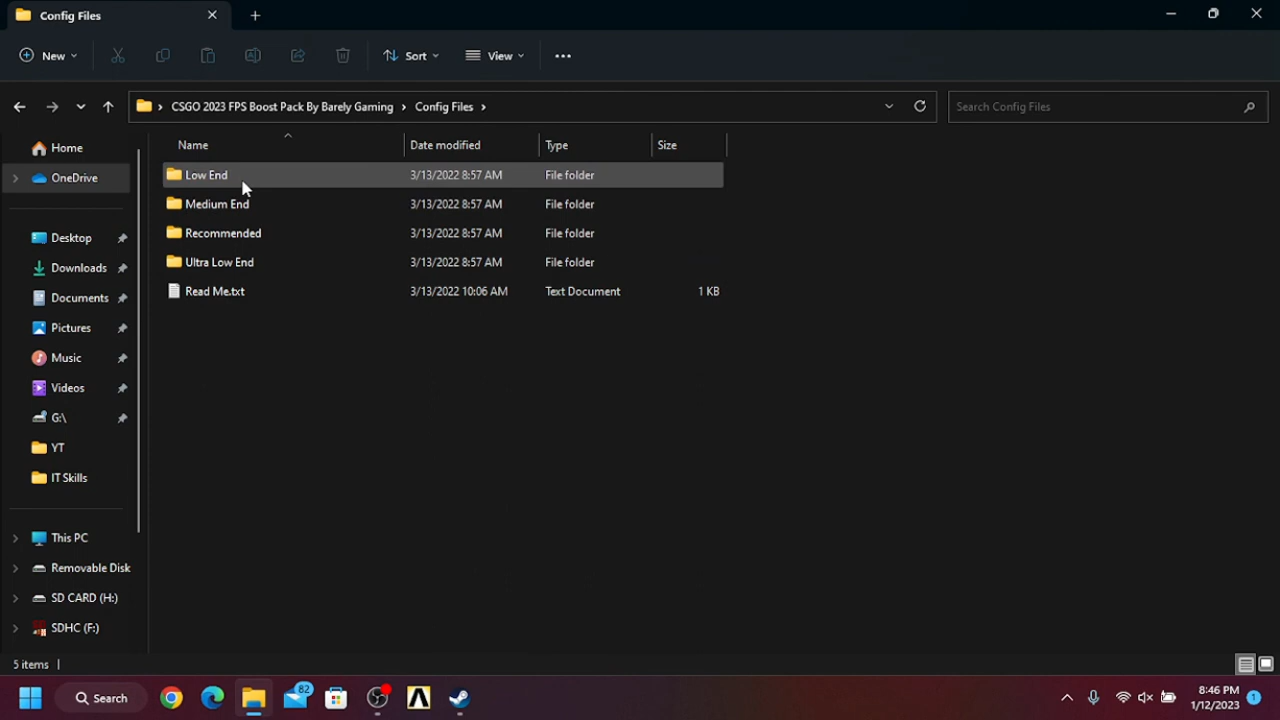 Config Files
New
Sort
View
CSGO 2023 FPS Boost Pack By Barely Gaming
Config Files
Search Config Files
Name
Date modified
Type
Size
Low End
3/13/2022 8:57 AM
File folder
Medium End
3/13/2022 8:57 AM
File folder
Recommended
3/13/2022 8:57 AM
File folder
Ultra Low End
3/13/2022 8:57 AM
File folder
Read Me.txt
3/13/2022 10:06 AM
Text Document
1 KB
Home
OneDrive
Desktop
Downloads
Documents
Pictures
Music
Videos
G:\
YT
IT Skills
This PC
Removable Disk
SD CARD (H:)
SDHC (F:)
5 items
Search
82
8:46 PM
1/12/2023
1